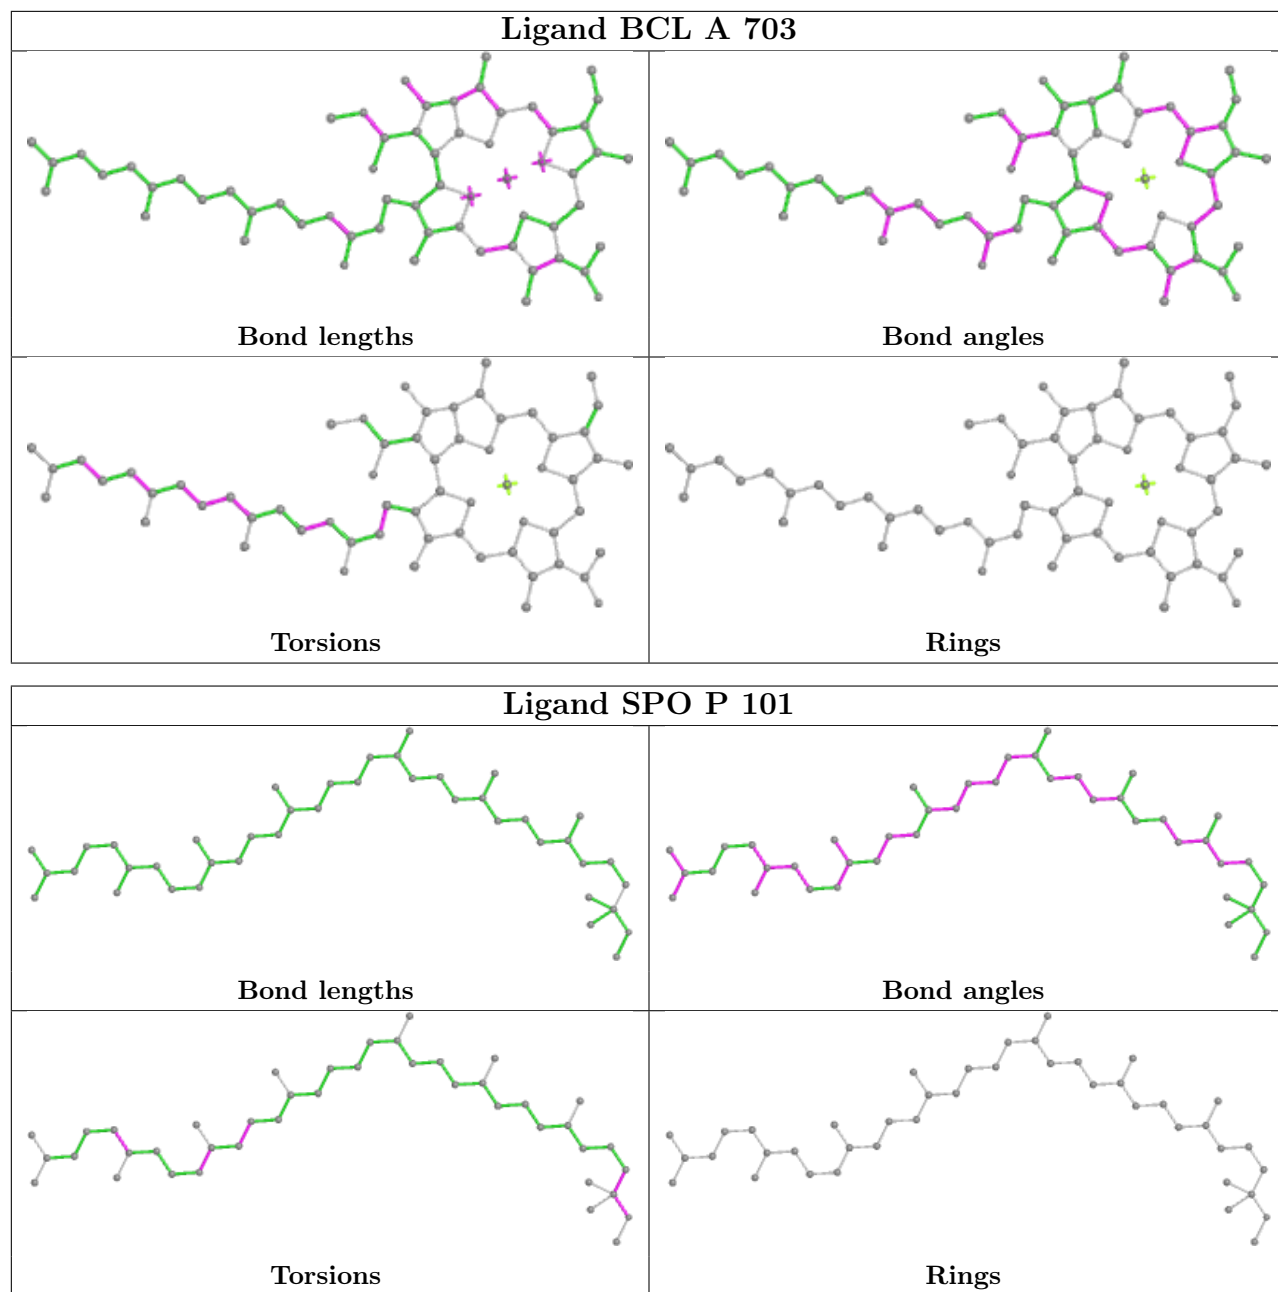 Ligand BCL A 703
Bond lengths
Bond angles
Torsions
Rings
Ligand SPO P 101
Bond lengths
Bond angles
Torsions
Rings